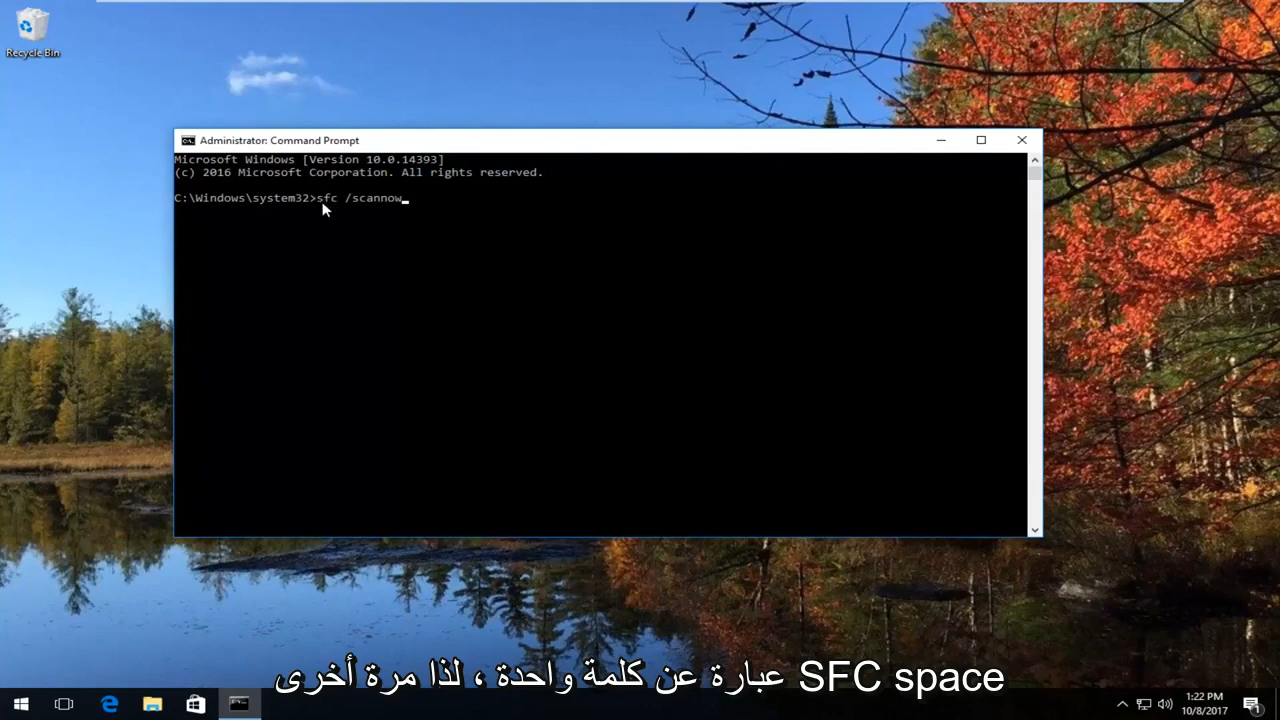 Recycle Bin
Administrator: Command Prompt
Microsoft Windows [Version 10.0.14393]
(c) 2016 Microsoft Corporation. All rights reserved.
C:\Windows\system32>sfc /scannow
SFC space عبارة عن كلمة واحدة ، لذا مرة أخرى
1:22 PM
10/8/2017